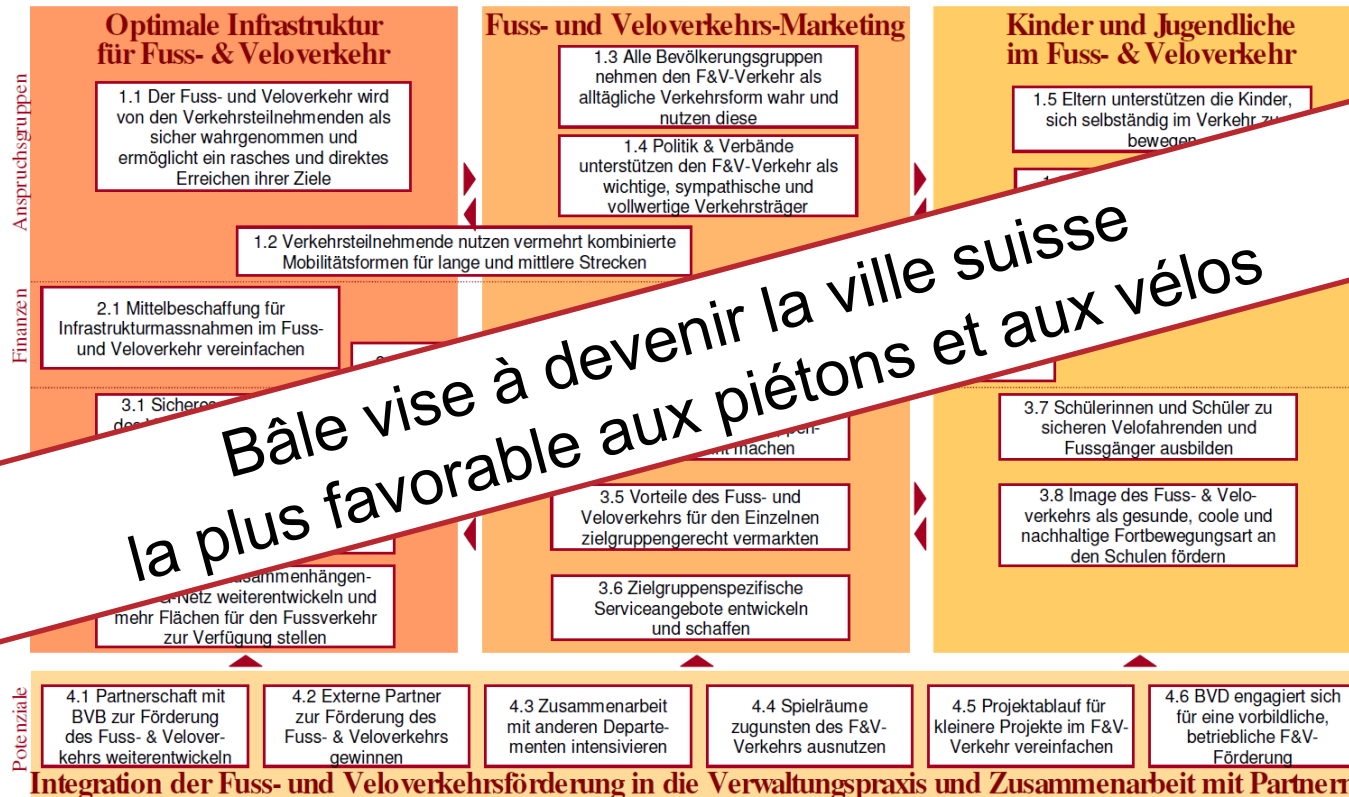 Optimale Infrastruktur
für Fuss- & Veloverkehr
Fuss- und Veloverkehrs-Marketing
Kinder und Jugendliche
im Fuss- & Veloverkehr
Anspruchsgruppen
1.1 Der Fuss- und Veloverkehr wird
von den Verkehrsteilnehmenden als
sicher wahrgenommen und
ermöglicht ein rasches und direktes
Erreichen ihrer Ziele
1.3 Alle Bevölkerungsgruppen
nehmen den F&V-Verkehr als
alltägliche Verkehrsform wahr und
nutzen diese
1.4 Politik & Verbände
unterstützen den F&V-Verkehr als
wichtige, sympathische und
vollwertige Verkehrsträger
1.5 Eltern unterstützen die Kinder,
sich selbständig im Verkehr zu
bewegen
1.2 Verkehrsteilnehmende nutzen vermehrt kombinierte
Mobilitätsformen für lange und mittlere Strecken
Finanzen
2.1 Mittelbeschaffung für
Infrastrukturmassnahmen im Fuss-
und Veloverkehr vereinfachen
Bâle vise à devenir la ville suisse
la plus favorable aux piétons et aux vélos
3.1
machen
3.5 Vorteile des Fuss- und
Veloverkehrs für den Einzelnen
zielgruppengerecht vermarkten
3.6 Zielgruppenspezifische
Serviceangebote entwickeln
und schaffen
3.7 Schülerinnen und Schüler zu
sicheren Velofahrenden und
Fussgänger ausbilden
3.8 Image des Fuss- & Velo-
verkehrs als gesunde, coole und
nachhaltige Fortbewegungsart an
den Schulen fördern
-Netz weiterentwickeln und
mehr Flächen für den Fussverkehr
zur Verfügung stellen
Potenziale
4.1 Partnerschaft mit
BVB zur Förderung
des Fuss- & Velover-
kehrs weiterentwickeln
4.2 Externe Partner
zur Förderung des
Fuss- & Veloverkehrs
gewinnen
4.3 Zusammenarbeit
mit anderen Departe-
menten intensivieren
4.4 Spielräume
zugunsten des F&V-
Verkehrs ausnutzen
4.5 Projektablauf für
kleinere Projekte im F&V-
Verkehr vereinfachen
4.6 BVD engagiert sich
für eine vorbildliche,
betriebliche F&V-
Förderung
Integration der Fuss- und Veloverkehrsförderung in die Verwaltungspraxis und Zusammenarbeit mit Partnern